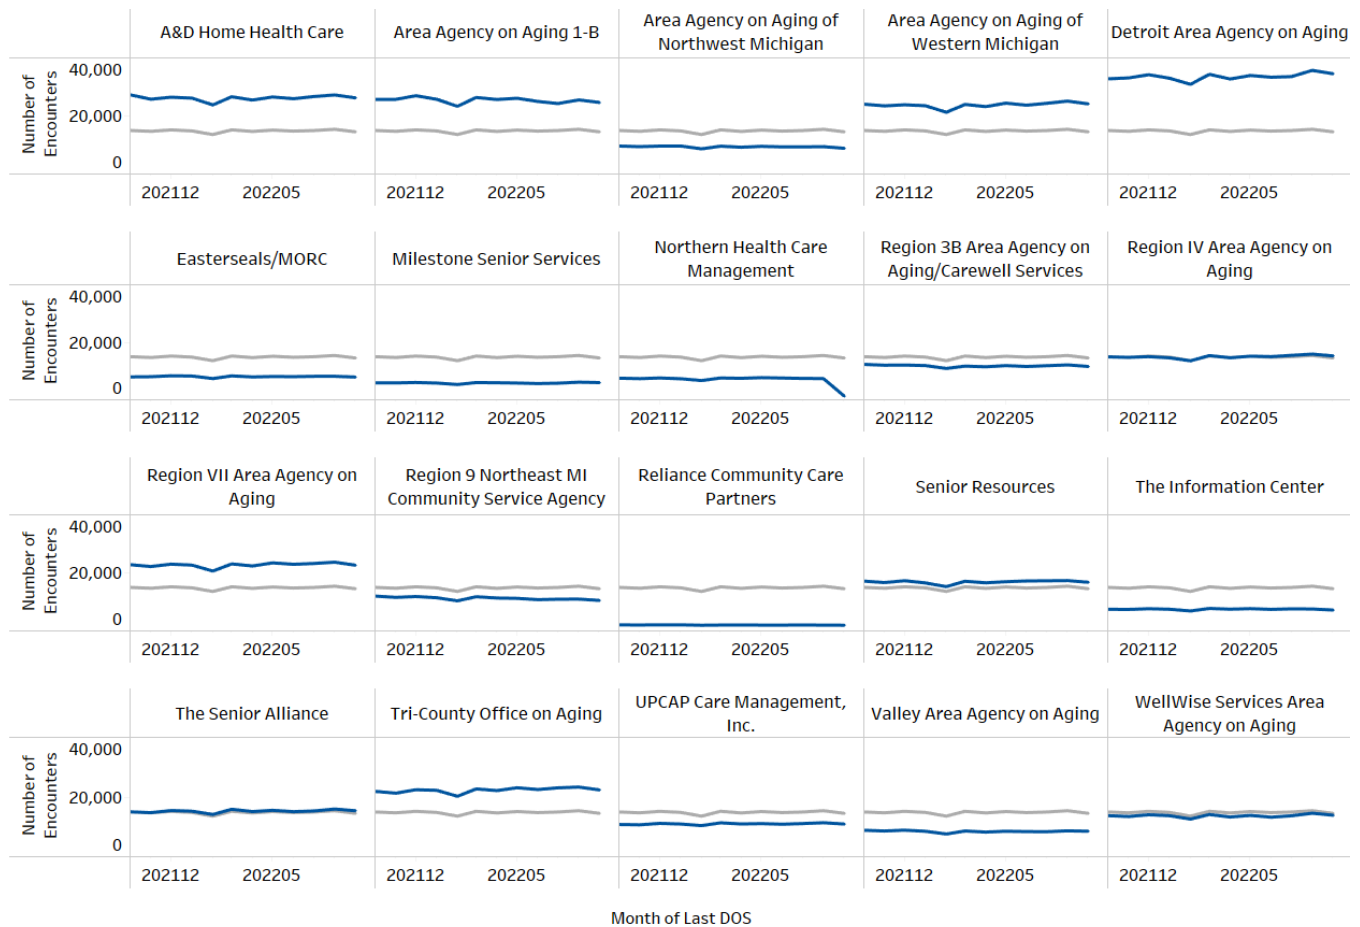 A&D Home Health Care
Area Agency on Aging 1-B
Area Agency on Aging of
Northwest Michigan
Area Agency on Aging of
Western Michigan
Detroit Area Agency on Aging
Number of
Encounters
40,000
20,000
0
202112
202205
202112
202205
202112
202205
202112
202205
202112
202205
Easterseals/MORC
Milestone Senior Services
Northern Health Care
Management
Region 3B Area Agency on
Aging/Carewell Services
Region IV Area Agency on
Aging
Number of
Encounters
40,000
20,000
0
202112
202205
202112
202205
202112
202205
202112
202205
202112
202205
Region VII Area Agency on
Aging
Region 9 Northeast MI
Community Service Agency
Reliance Community Care
Partners
Senior Resources
The Information Center
Number of
Encounters
40,000
20,000
0
202112
202205
202112
202205
202112
202205
202112
202205
202112
202205
The Senior Alliance
Tri-County Office on Aging
UPCAP Care Management,
Inc.
Valley Area Agency on Aging
WellWise Services Area
Agency on Aging
Number of
Encounters
40,000
20,000
0
202112
202205
202112
202205
202112
202205
202112
202205
202112
202205
Month of Last DOS